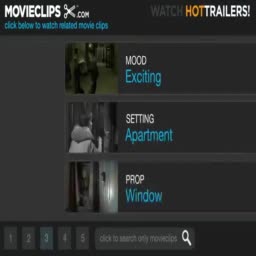 MOVIECLIPS.COM
WATCH HOTTRAILERS!
click below to watch related movie clips
MOOD
Exciting
SETTING
Apartment
PROP
Window
1 2 3 4 5 click to search only movieclips